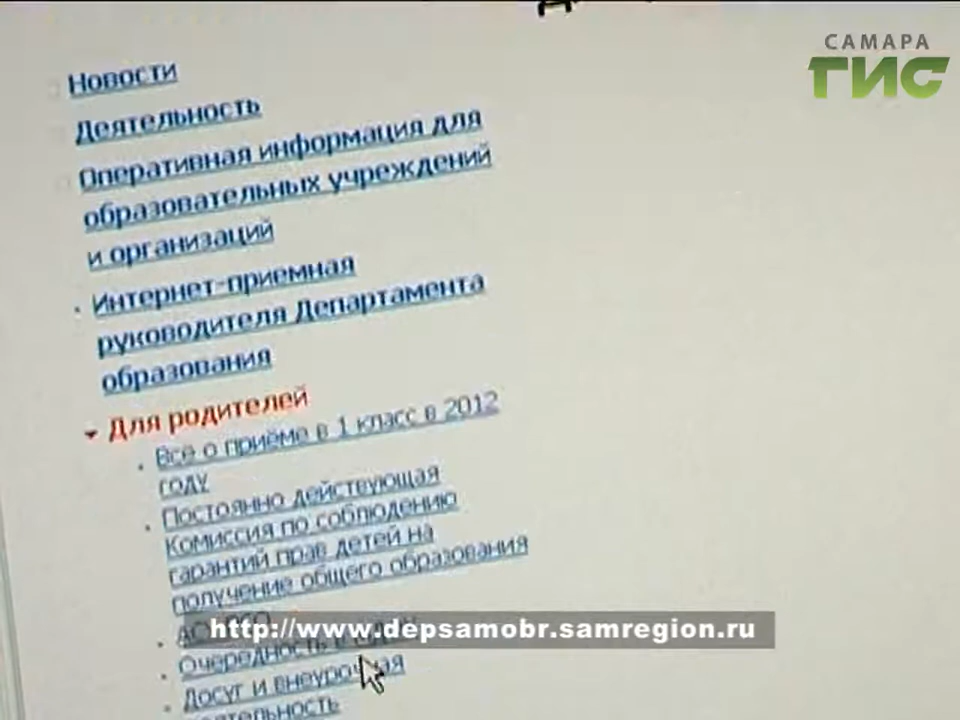 САМАРА
ГИС
Новости
Деятельность
Оперативная информация для
образовательных учреждений
и организаций
Интернет-приемная
руководителя Департамента
образования
Для родителей
Все о приёме в 1 класс в 2012
году
Постоянно действующая
Комиссия по соблюдению
гарантий прав детей на
получение общего образования
http://www.depsamobr.samregion.ru
Очередность в
Досуг и внеурочная
деятельность